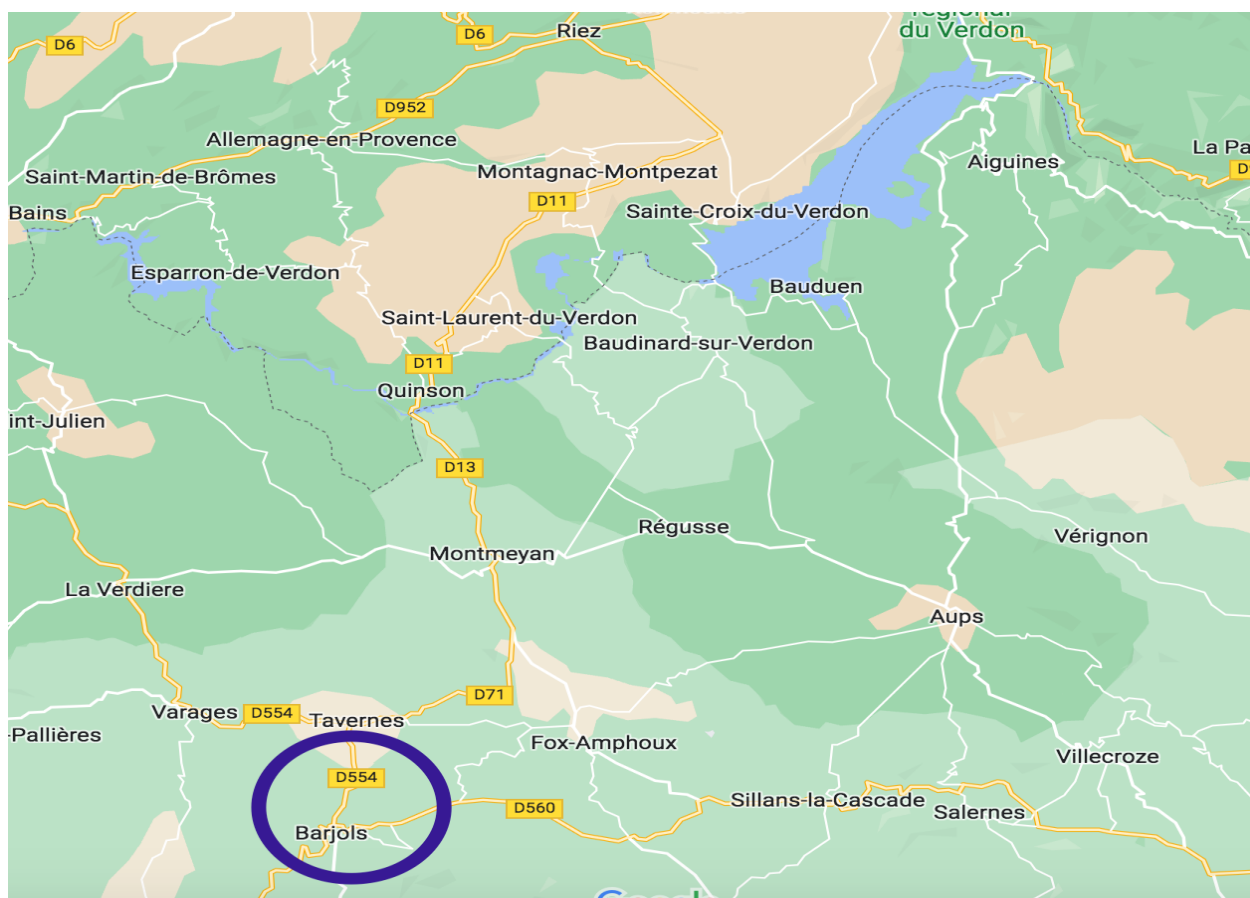 régional
du Verdon
D6
D6
Riez
D952
Allemagne-en-Provence
La Pa
Aiguines
Montagnac-Montpezat
Saint-Martin-de-Brômes
D11
Bains
Sainte-Croix-du-Verdon
Esparron-de-Verdon
Bauduen
Saint-Laurent-du-Verdon
Baudinard-sur-Verdon
D11
Quinson
int-Julien
D13
Régusse
Vérignon
Montmeyan
La Verdiere
Aups
D71
Varages
D554
Tavernes
-Pallières
Fox-Amphoux
Villecroze
D554
Sillans-la-Cascade
D560
Salernes
Barjols